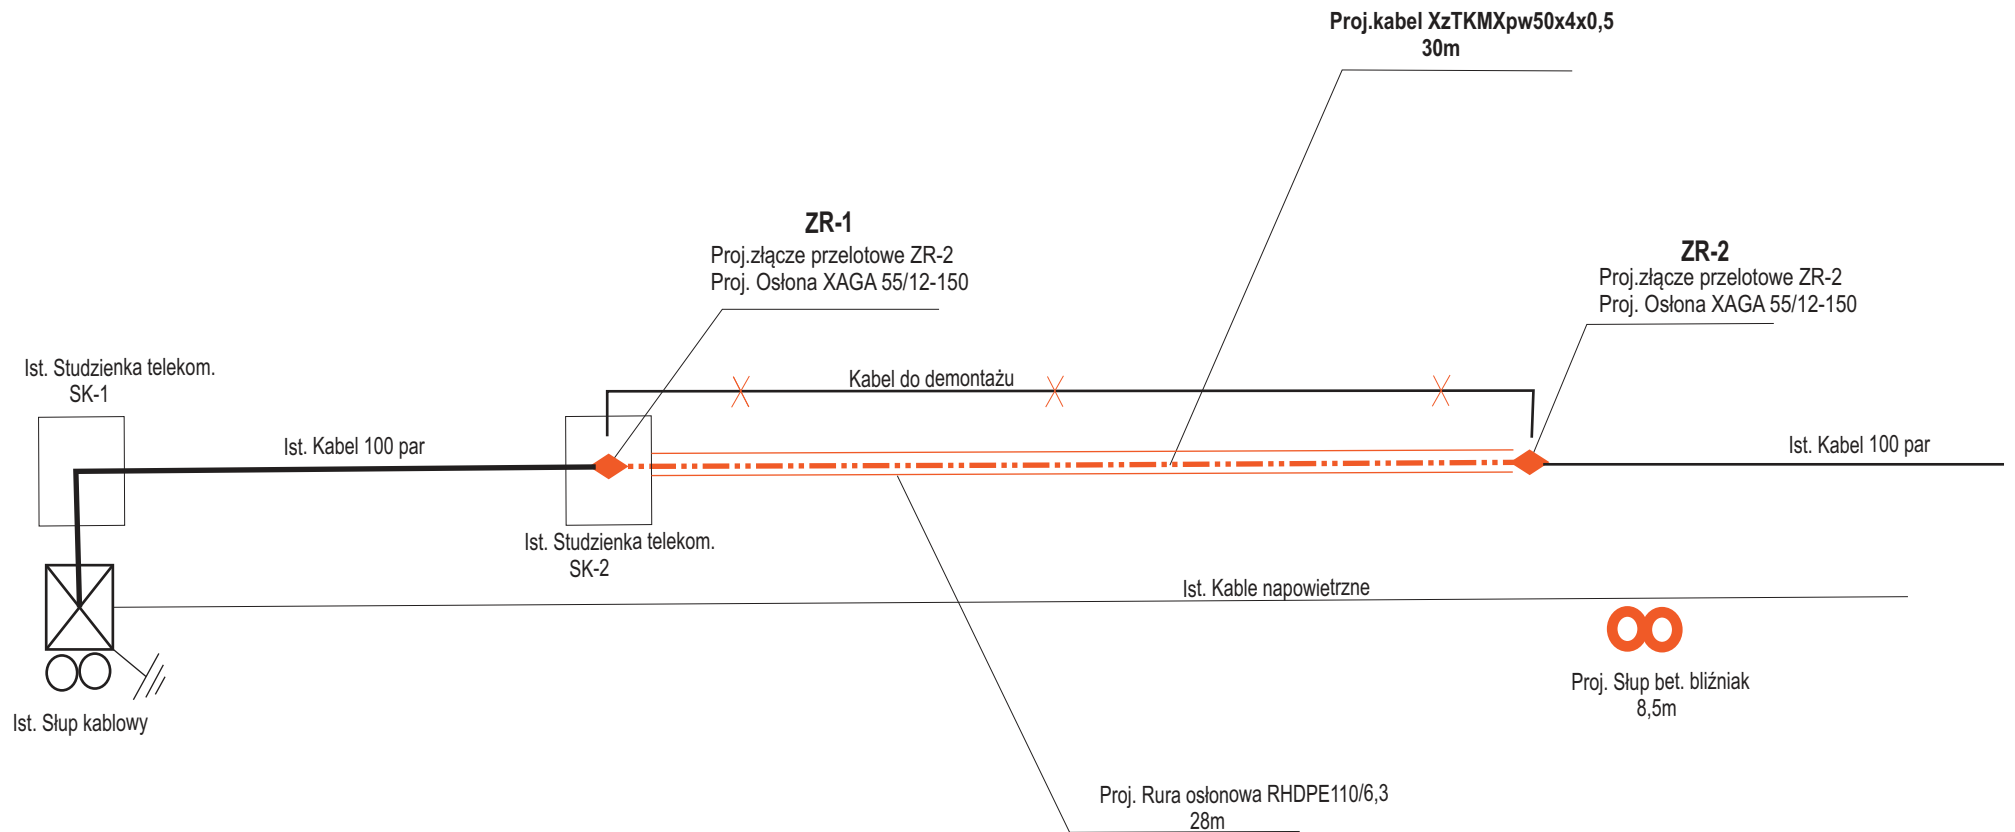 Proj.kabel XzTKMXpw50x4x0,5
30m
ZR-1
Proj.złącze przelotowe ZR-2
Proj. Osłona XAGA 55/12-150
ZR-2
Proj.złącze przelotowe ZR-2
Proj. Osłona XAGA 55/12-150
Ist. Studzienka telekom.
SK-1
Kabel do demontażu
Ist. Kabel 100 par
Ist. Kabel 100 par
Ist. Studzienka telekom.
SK-2
Ist. Kable napowietrzne
Proj. Słup bet. bliźniak
8,5m
Ist. Słup kablowy
Proj. Rura osłonowa RHDPE110/6,3
28m